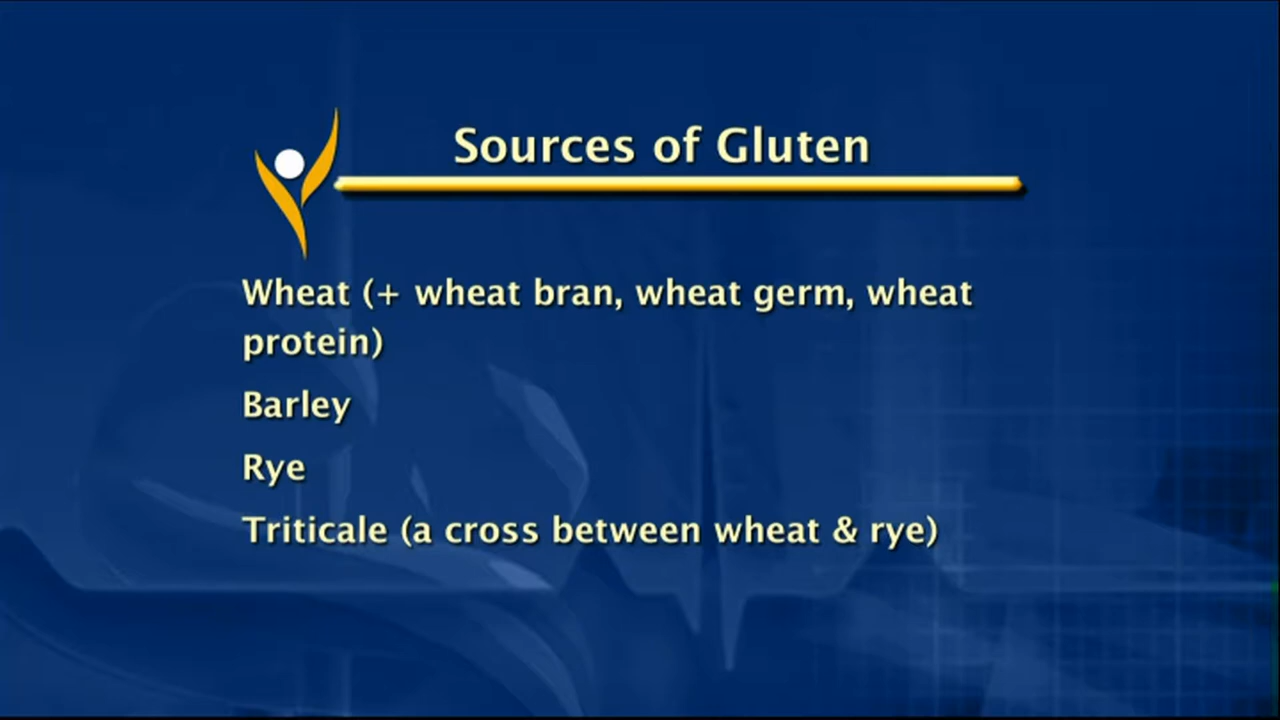 Sources of Gluten
Wheat (+ wheat bran, wheat germ, wheat
protein)
Barley
Rye
Triticale (a cross between wheat & rye)